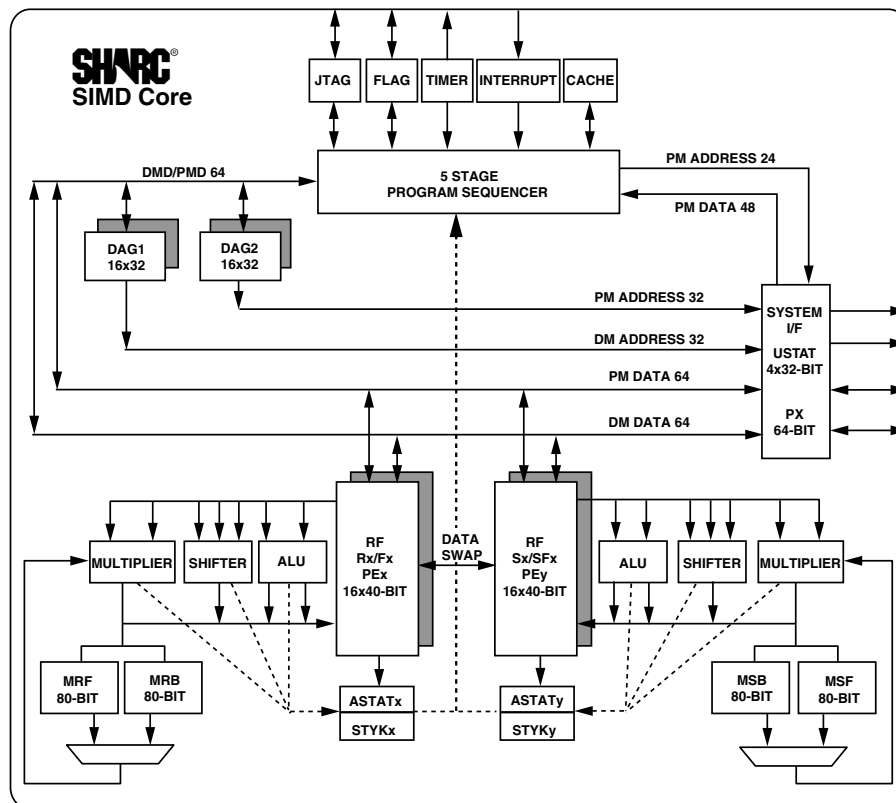 SHARC®
SIMD Core
JTAG
FLAG
TIMER
INTERRUPT
CACHE
5 STAGE
PROGRAM SEQUENCER
PM ADDRESS 24
PM DATA 48
DMD/PMD 64
DAG1
16x32
DAG2
16x32
PM ADDRESS 32
DM ADDRESS 32
PM DATA 64
DM DATA 64
SYSTEM
I/F
USTAT
4x32-BIT
PX
64-BIT
MULTIPLIER
SHIFTER
ALU
RF
Rx/Fx
PEx
16x40-BIT
DATA
SWAP
RF
Sx/SFx
PEy
16x40-BIT
ALU
SHIFTER
MULTIPLIER
MRF
80-BIT
MRB
80-BIT
ASTATx
STYKx
ASTATy
STYKy
MSB
80-BIT
MSF
80-BIT